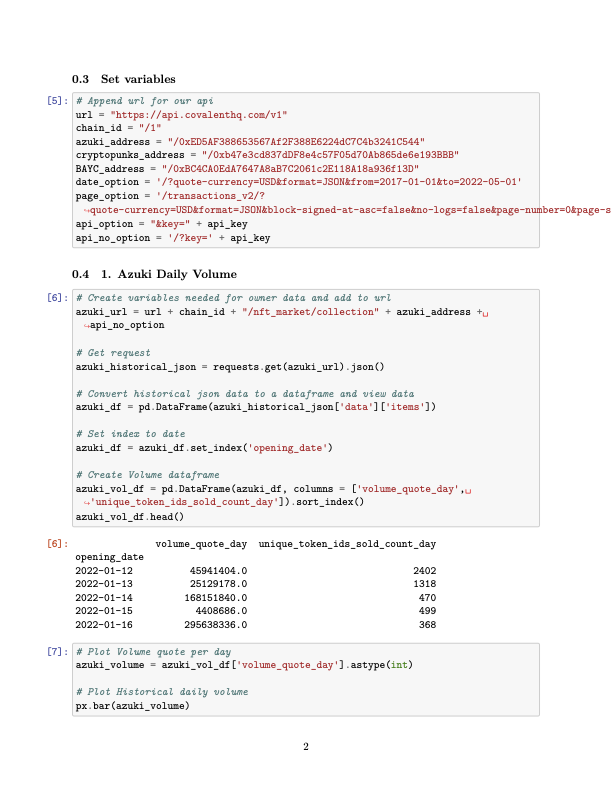 0.3 Set variables
[5]: # Append url for our api
url = "https://api.covalenthq.com/v1"
chain_id = "/1"
azuki_address = "/0xED5AF388653567Af2F388E6224dC7C4b3241C544"
cryptopunks_address = "/0xb47e3cd837dDF8e4c57F05d70Ab865de6e193BBB"
BAYC_address = "/0xBC4CA0EdA7647A8aB7C2061c2E118A18a936f13D"
date_option = '/?quote-currency=USD&format=JSON&from=2017-01-01&to=2022-05-01'
page_option = '/transactions_v2/?
↪quote-currency=USD&format=JSON&block-signed-at-asc=false&no-logs=false&page-number=0&page-s
api_option = "&key=" + api_key
api_no_option = '/?key=' + api_key
0.4 1. Azuki Daily Volume
[6]: # Create variables needed for owner data and add to url
azuki_url = url + chain_id + "/nft_market/collection" + azuki_address +␣
↪api_no_option
# Get request
azuki_historical_json = requests.get(azuki_url).json()
# Convert historical json data to a dataframe and view data
azuki_df = pd.DataFrame(azuki_historical_json['data']['items'])
# Set index to date
azuki_df = azuki_df.set_index('opening_date')
# Create Volume dataframe
azuki_vol_df = pd.DataFrame(azuki_df, columns = ['volume_quote_day',␣
↪'unique_token_ids_sold_count_day']).sort_index()
azuki_vol_df.head()
[6]: volume_quote_day unique_token_ids_sold_count_day
opening_date
2022-01-12 45941404.0 2402
2022-01-13 25129178.0 1318
2022-01-14 168151840.0 470
2022-01-15 4408686.0 499
2022-01-16 295638336.0 368
[7]: # Plot Volume quote per day
azuki_volume = azuki_vol_df['volume_quote_day'].astype(int)
# Plot Historical daily volume
px.bar(azuki_volume)
2